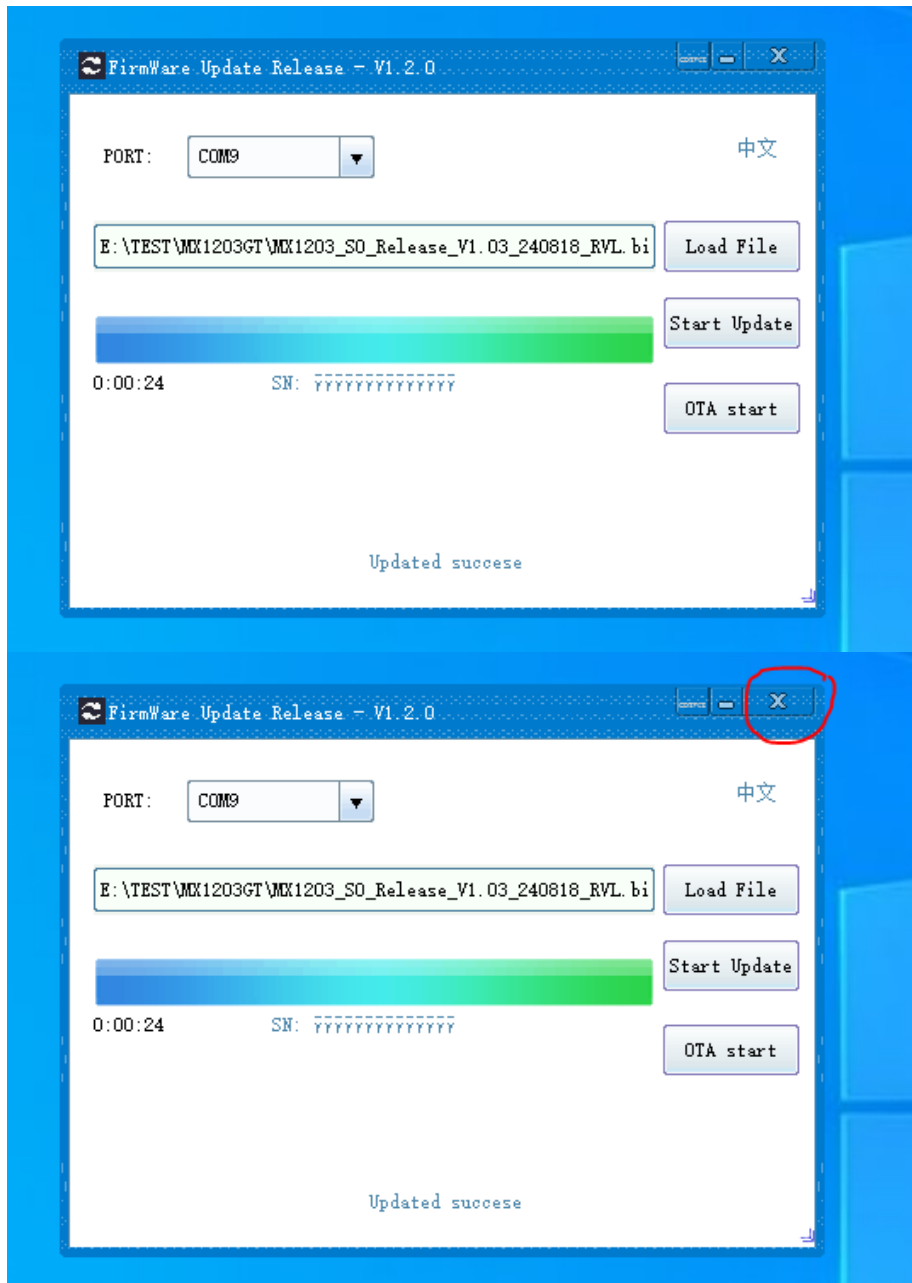 FirmWare Update Release - V1.2.0
X
PORT:
COM9
中文
E:\TEST\MX1203GT\MX1203_S0_Release_V1.03_240818_RVL.bi
Load File
Start Update
0:00:24
SN: ÿÿÿÿÿÿÿÿÿÿÿÿÿÿ
OTA start
Updated succese
FirmWare Update Release - V1.2.0
X
PORT:
COM9
中文
E:\TEST\MX1203GT\MX1203_S0_Release_V1.03_240818_RVL.bi
Load File
Start Update
0:00:24
SN: ÿÿÿÿÿÿÿÿÿÿÿÿÿÿ
OTA start
Updated succese